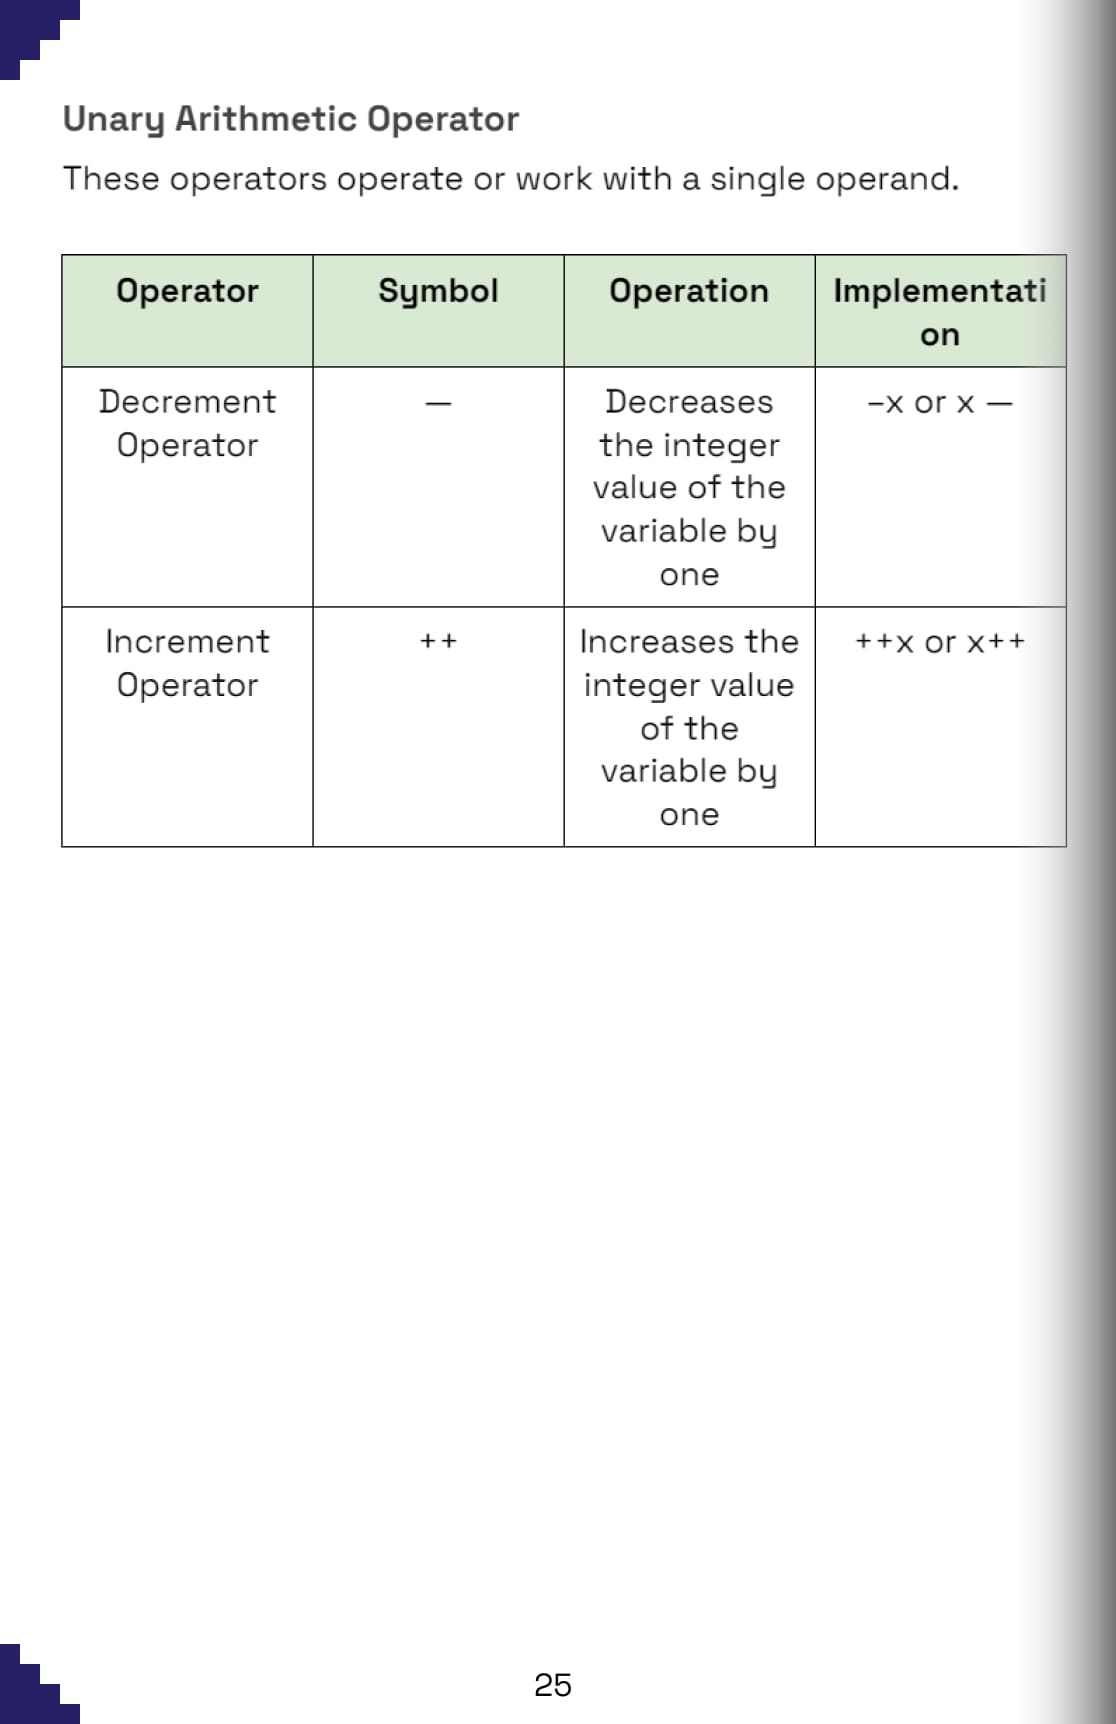 Unary Arithmetic Operator
These operators operate or work with a single operand.
Operator Symbol Operation Implementati
on
Decrement — Decreases –x or x —
Operator the integer
value of the
variable by
one
Increment ++ Increases the ++x or x++
Operator integer value
of the
variable by
one
25